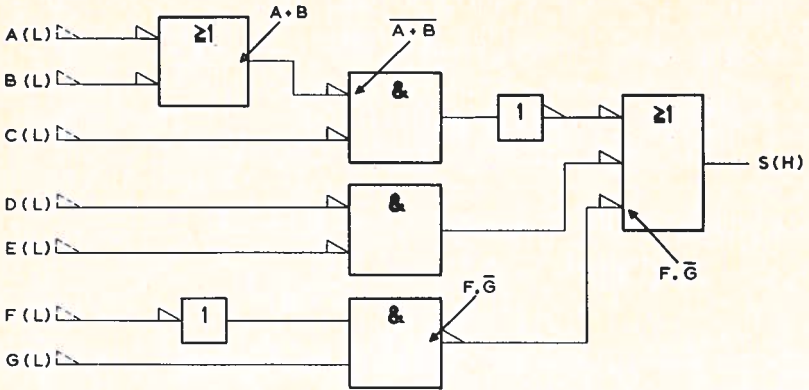 A(L)
B(L)
≥1
A+B
A+B̅
C(L)
&
1
≥1
S(H)
D(L)
E(L)
&
F(L)
1
G(L)
&
F.G̅
F.G̅